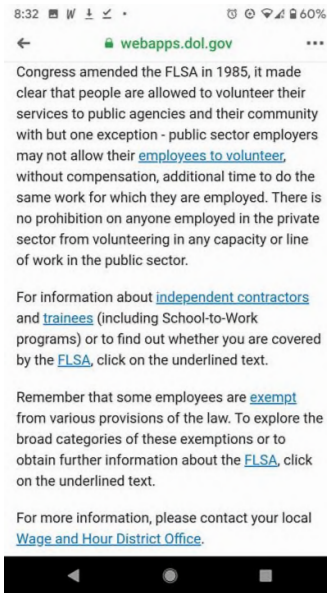 8:32
60%
webapps.dol.gov
Congress amended the FLSA in 1985, it made
clear that people are allowed to volunteer their
services to public agencies and their community
with but one exception - public sector employers
may not allow their employees to volunteer,
without compensation, additional time to do the
same work for which they are employed. There is
no prohibition on anyone employed in the private
sector from volunteering in any capacity or line
of work in the public sector.
For information about independent contractors
and trainees (including School-to-Work
programs) or to find out whether you are covered
by the FLSA, click on the underlined text.
Remember that some employees are exempt
from various provisions of the law. To explore the
broad categories of these exemptions or to
obtain further information about the FLSA, click
on the underlined text.
For more information, please contact your local
Wage and Hour District Office.